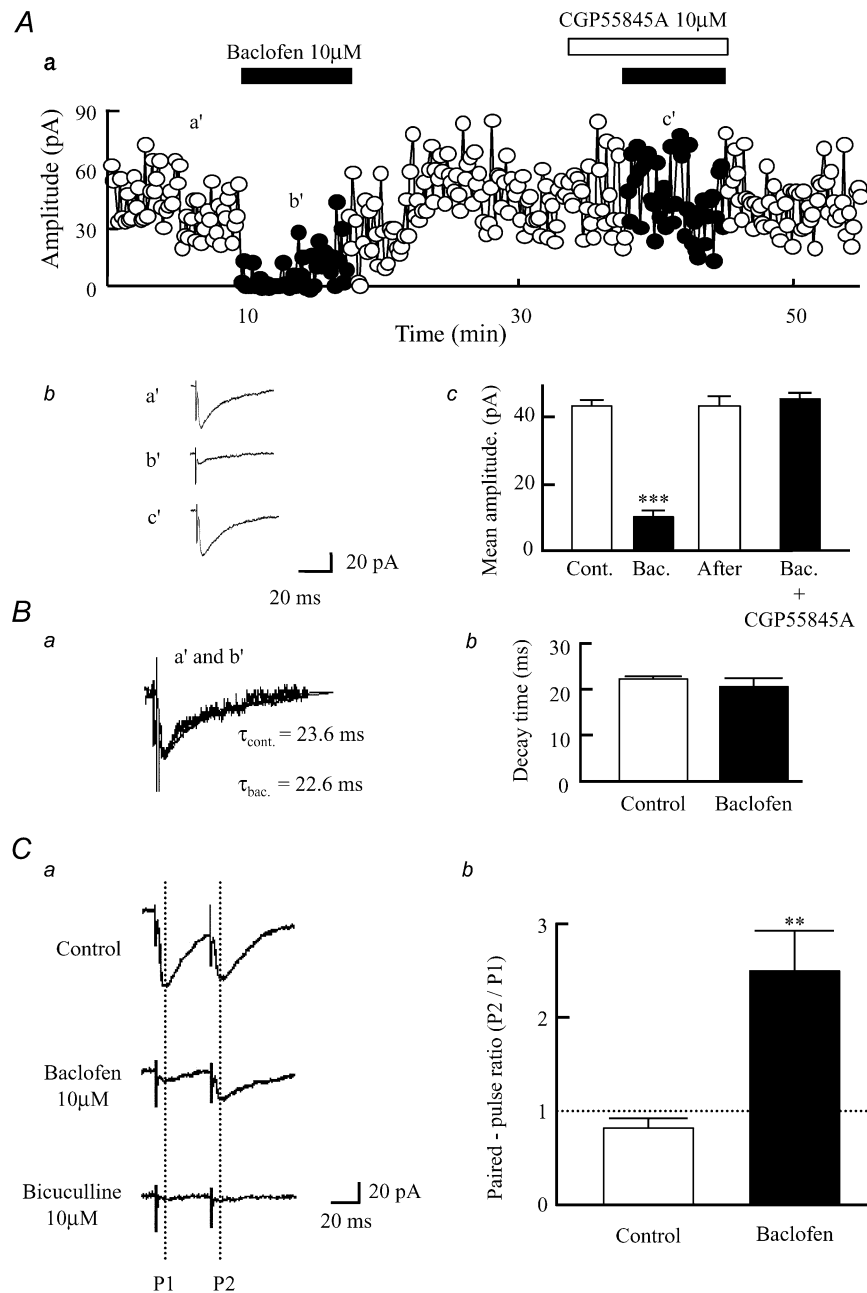 A
CGP55845A 10μM
Baclofen 10μM
a
90
60
30
0
Amplitude (pA)
a'
b'
c'
10
30
50
Time (min)
b
a'
b'
c'
20 pA
20 ms
c
Mean amplitude. (pA)
40
20
0
***
Cont.
Bac.
After
Bac.
+
CGP55845A
B
a
a' and b'
τcont. = 23.6 ms
τbac. = 22.6 ms
b
Decay time (ms)
30
20
10
0
Control
Baclofen
C
a
Control
Baclofen
10μM
Bicuculline
10μM
20 pA
20 ms
P1
P2
b
Paired - pulse ratio (P2 / P1)
3
2
1
0
**
Control
Baclofen